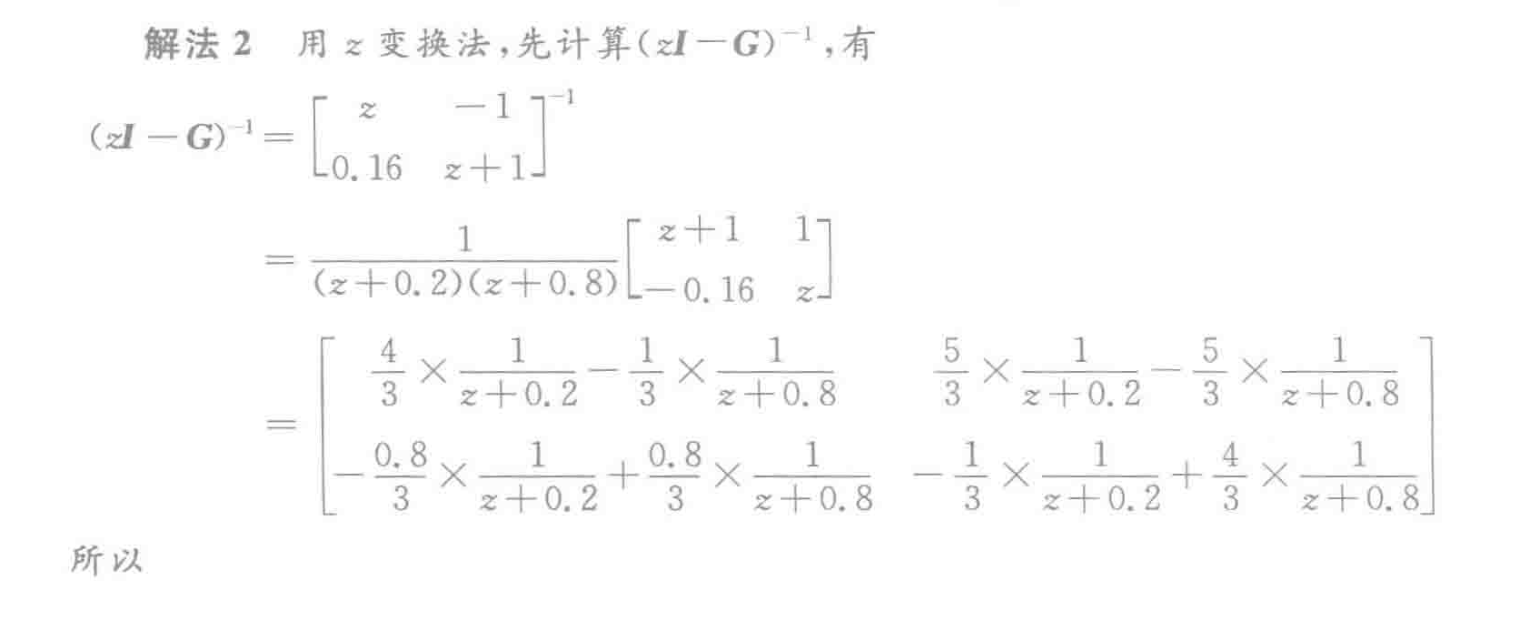 解法 2 用 z 变换法,先计算(zI－G)⁻¹,有
(zI－G)⁻¹＝[z －1; 0.16 z＋1]⁻¹
＝1/((z＋0.2)(z＋0.8)) [z＋1 1; －0.16 z]
＝[4/3×1/(z＋0.2)－1/3×1/(z＋0.8) 5/3×1/(z＋0.2)－5/3×1/(z＋0.8);
－0.8/3×1/(z＋0.2)＋0.8/3×1/(z＋0.8) －1/3×1/(z＋0.2)＋4/3×1/(z＋0.8)]
所以